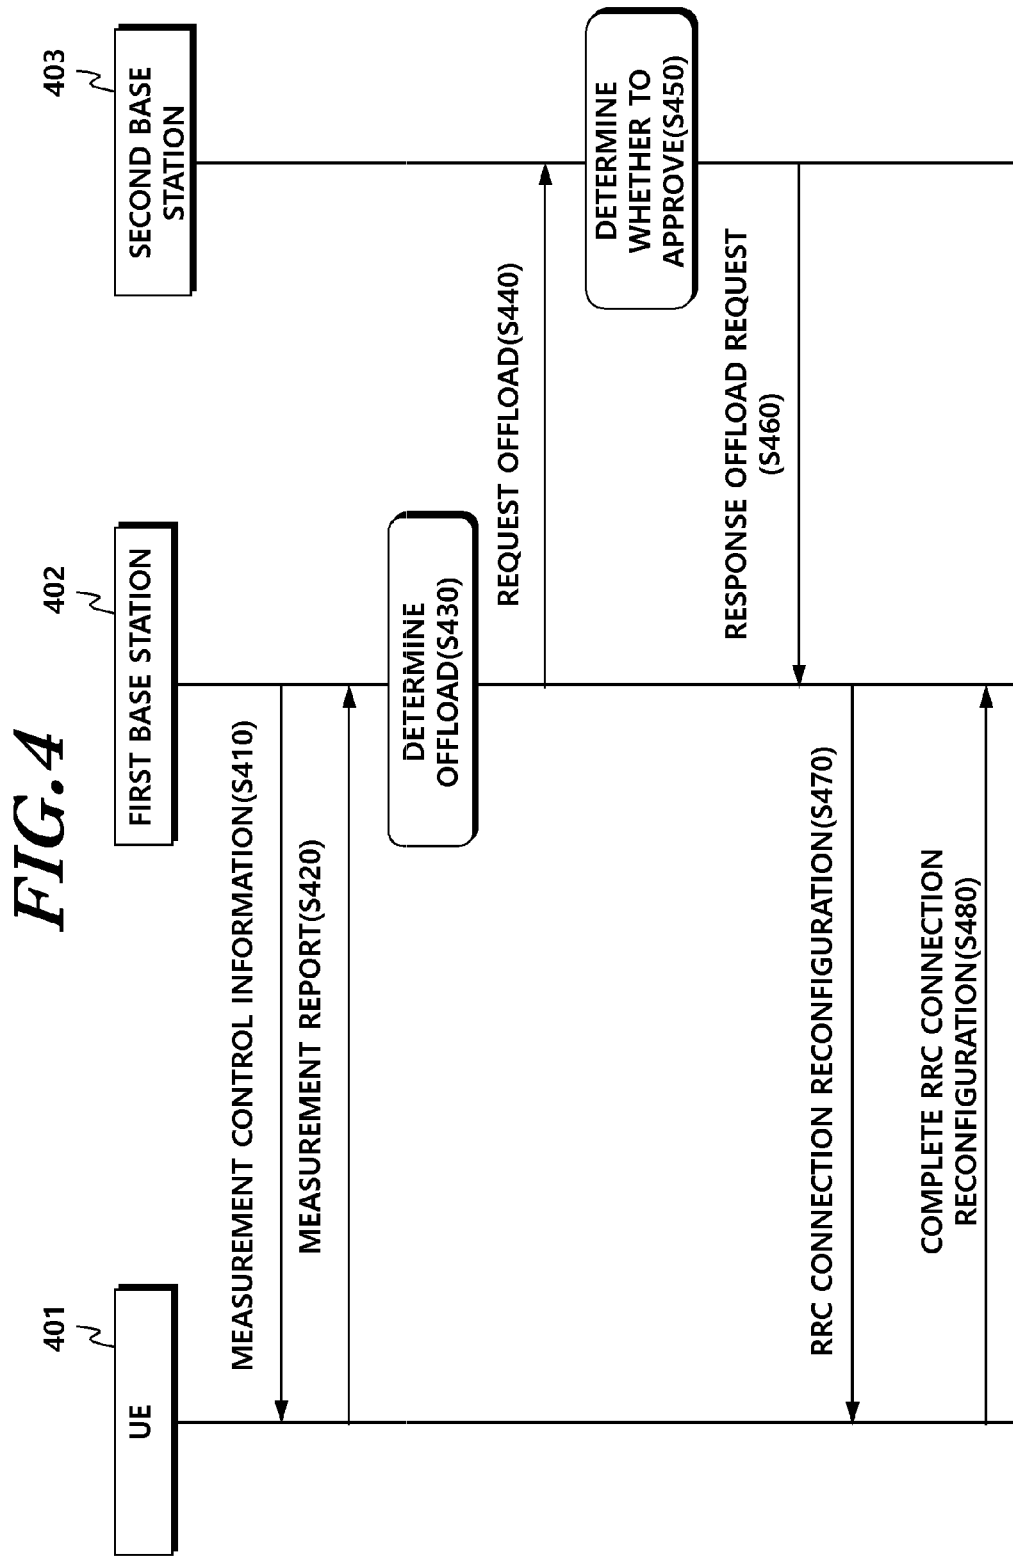 FIG.4
401
402
403
UE
FIRST BASE STATION
SECOND BASE
STATION
MEASUREMENT CONTROL INFORMATION(S410)
MEASUREMENT REPORT(S420)
DETERMINE
OFFLOAD(S430)
REQUEST OFFLOAD(S440)
DETERMINE
WHETHER TO
APPROVE(S450)
RESPONSE OFFLOAD REQUEST
(S460)
RRC CONNECTION RECONFIGURATION(S470)
COMPLETE RRC CONNECTION
RECONFIGURATION(S480)